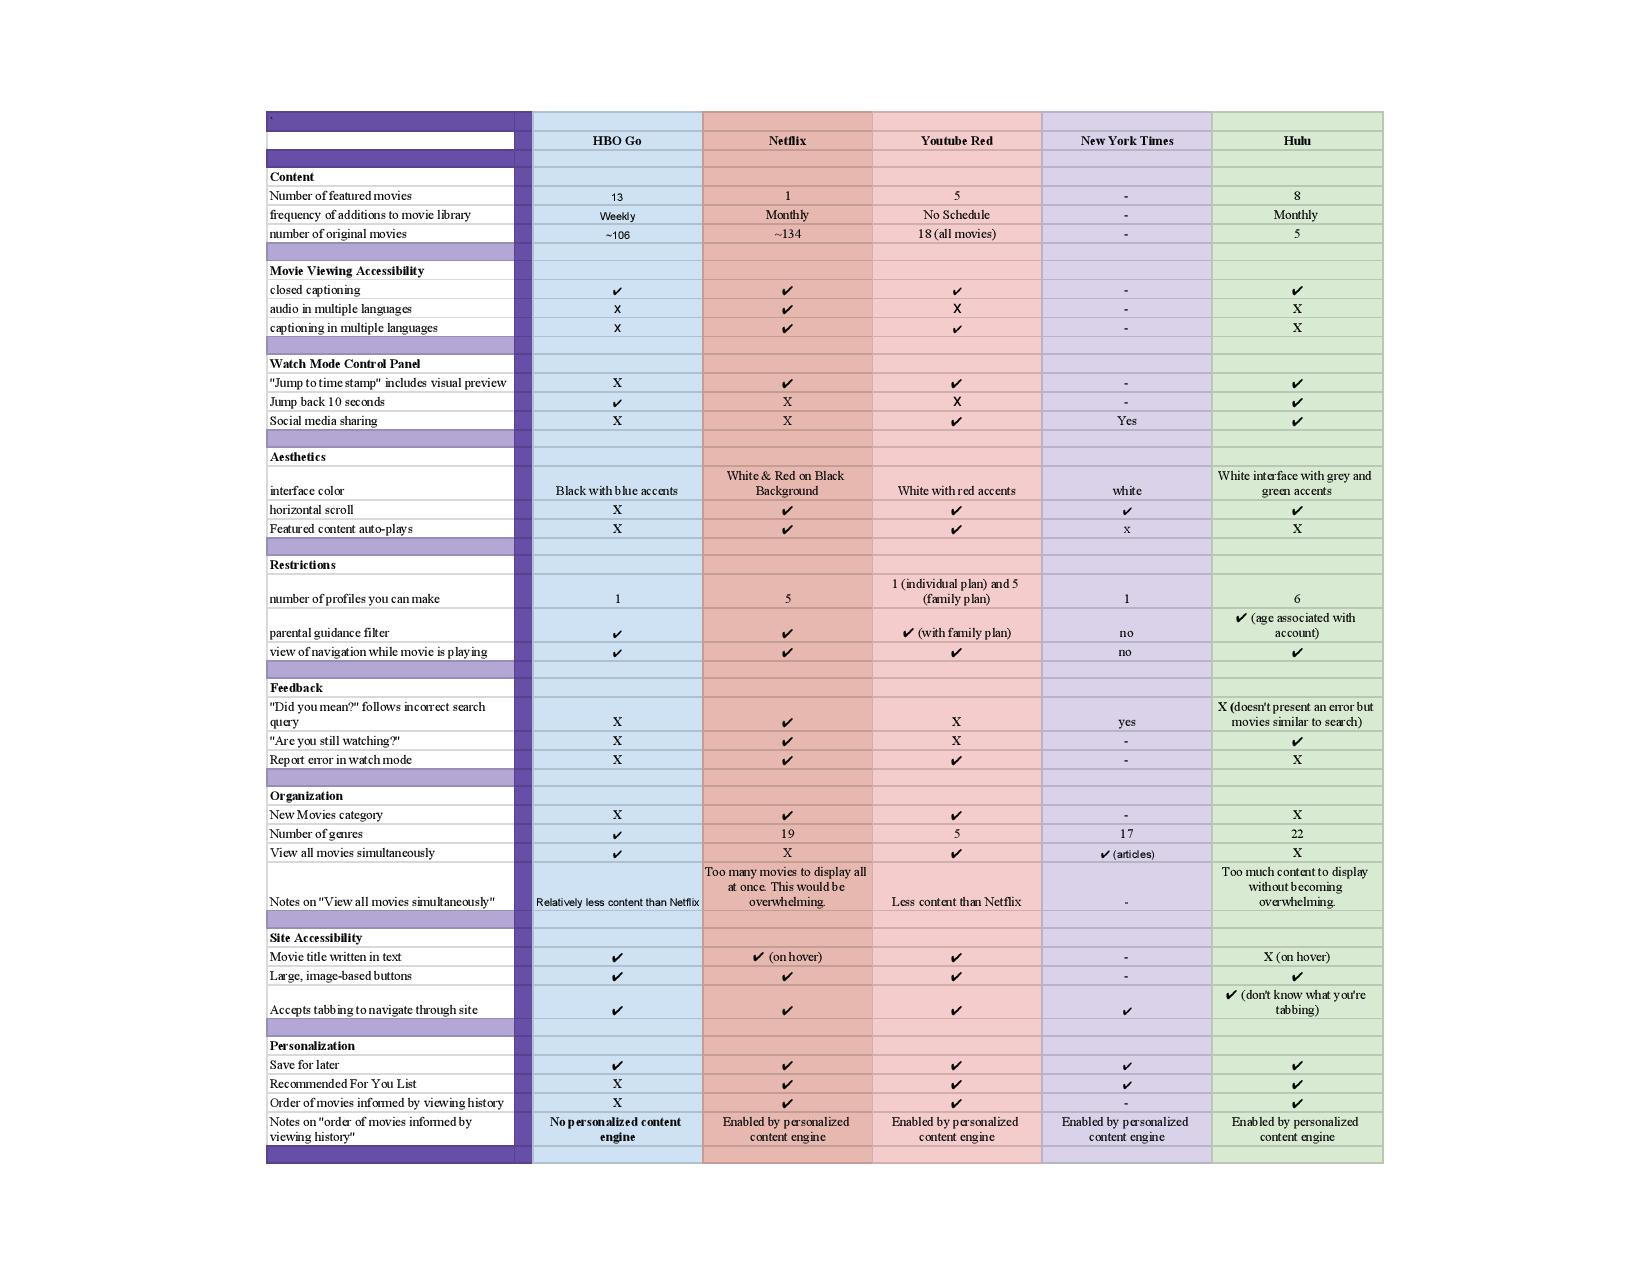 HBO Go Netflix Youtube Red New York Times Hulu
Content
Number of featured movies 13 1 5 - 8
frequency of additions to movie library Weekly Monthly No Schedule - Monthly
number of original movies ~106 ~134 18 (all movies) - 5
Movie Viewing Accessibility
closed captioning ✔ ✔ ✔ - ✔
audio in multiple languages X ✔ X - X
captioning in multiple languages X ✔ ✔ - X
Watch Mode Control Panel
"Jump to time stamp" includes visual preview X ✔ ✔ - ✔
Jump back 10 seconds ✔ X X - ✔
Social media sharing X X ✔ Yes ✔
Aesthetics
White & Red on Black White interface with grey and
interface color Black with blue accents Background White with red accents white green accents
horizontal scroll X ✔ ✔ ✔ ✔
Featured content auto-plays X ✔ ✔ x X
Restrictions
1 (individual plan) and 5
number of profiles you can make 1 5 (family plan) 1 6
✔ (age associated with
parental guidance filter ✔ ✔ ✔ (with family plan) no account)
view of navigation while movie is playing ✔ ✔ ✔ no ✔
Feedback
"Did you mean?" follows incorrect search X (doesn't present an error but
query X ✔ X yes movies similar to search)
"Are you still watching?" X ✔ X - ✔
Report error in watch mode X ✔ ✔ - X
Organization
New Movies category X ✔ ✔ - X
Number of genres ✔ 19 5 17 22
View all movies simultaneously ✔ X ✔ ✔ (articles) X
Too many movies to display all Too much content to display
at once. This would be without becoming
Notes on "View all movies simultaneously" Relatively less content than Netflix overwhelming. Less content than Netflix - overwhelming.
Site Accessibility
Movie title written in text ✔ ✔ (on hover) ✔ - X (on hover)
Large, image-based buttons ✔ ✔ ✔ - ✔
✔ (don't know what you're
Accepts tabbing to navigate through site ✔ ✔ ✔ ✔ tabbing)
Personalization
Save for later ✔ ✔ ✔ ✔ ✔
Recommended For You List X ✔ ✔ ✔ ✔
Order of movies informed by viewing history X ✔ ✔ - ✔
Notes on "order of movies informed by No personalized content Enabled by personalized Enabled by personalized Enabled by personalized Enabled by personalized
viewing history" engine content engine content engine content engine content engine